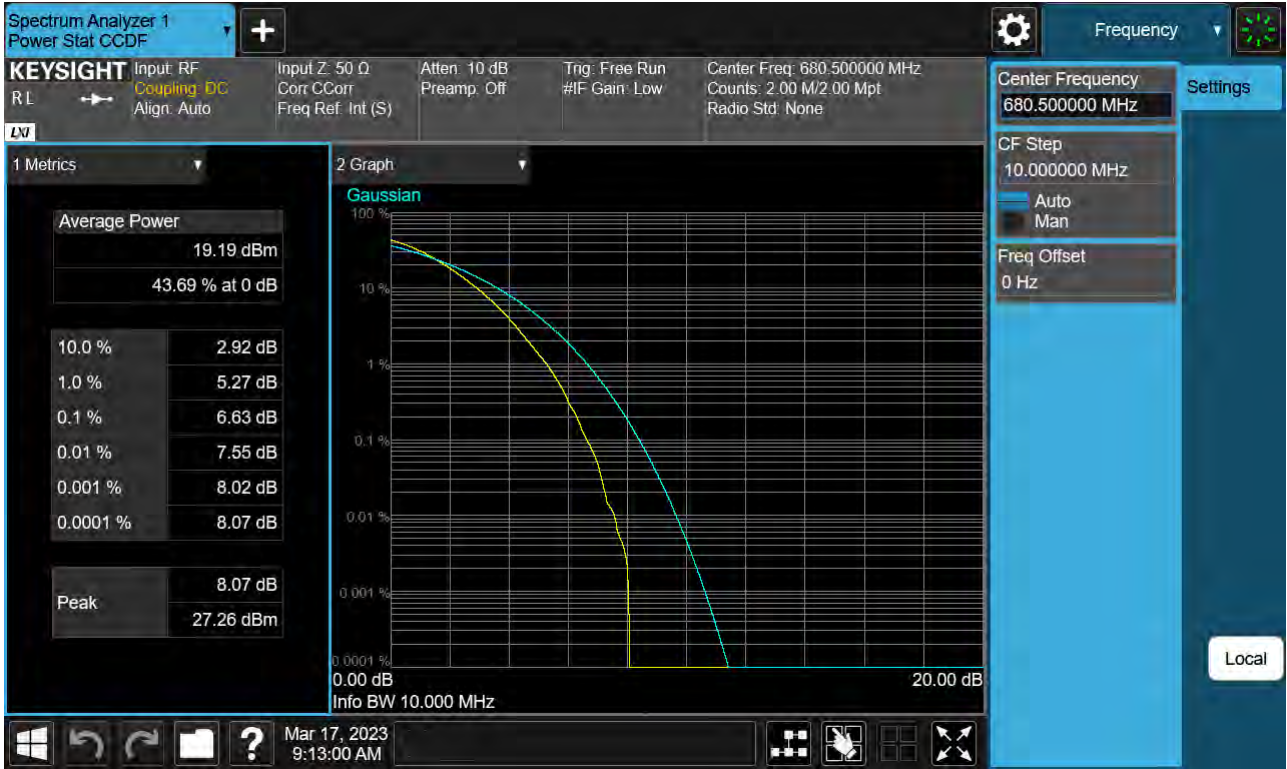 Spectrum Analyzer 1
Power Stat CCDF
+
Frequency
KEYSIGHT
R L
LXI
Input: RF
Coupling: DC
Align: Auto
Input Z: 50 Ω
Corr CCorr
Freq Ref: Int (S)
Atten: 10 dB
Preamp: Off
Trig: Free Run
#IF Gain: Low
Center Freq: 680.500000 MHz
Counts: 2.00 M/2.00 Mpt
Radio Std: None
Center Frequency
680.500000 MHz
Settings
CF Step
10.000000 MHz
Auto
Man
Freq Offset
0 Hz
1 Metrics
Average Power
19.19 dBm
43.69 % at 0 dB
10.0 % 2.92 dB
1.0 % 5.27 dB
0.1 % 6.63 dB
0.01 % 7.55 dB
0.001 % 8.02 dB
0.0001 % 8.07 dB
Peak
8.07 dB
27.26 dBm
2 Graph
Gaussian
100 %
10 %
1 %
0.1 %
0.01 %
0.001 %
0.0001 %
0.00 dB 20.00 dB
Info BW 10.000 MHz
Local
?
Mar 17, 2023
9:13:00 AM